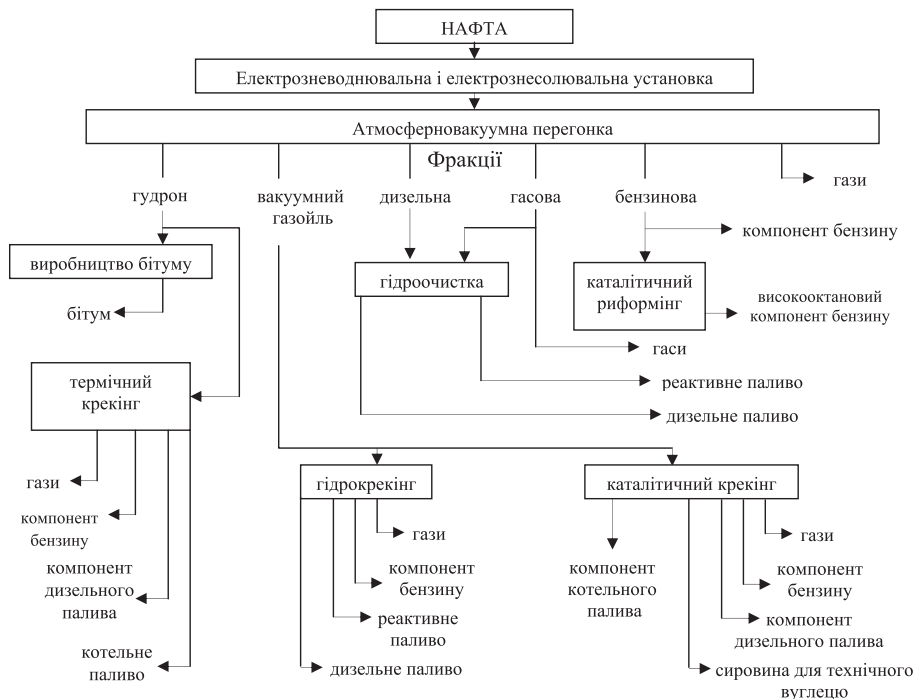 НАФТА
Електрозневоднювальна і електрознесолювальна установка
Атмосферновакуумна перегонка
Фракції
гудрон
вакуумний
газойль
дизельна
гасова
бензинова
гази
компонент бензину
виробництво бітуму
гідроочистка
каталітичний
риформінг
високооктановий
компонент бензину
бітум
гаси
термічний
крекінг
реактивне паливо
дизельне паливо
гази
компонент
бензину
компонент
дизельного
палива
котельне
паливо
гідрокрекінг
гази
компонент
бензину
реактивне
паливо
дизельне паливо
каталітичний крекінг
компонент
котельного
палива
гази
компонент
бензину
компонент
дизельного палива
сировина для технічного
вуглецю